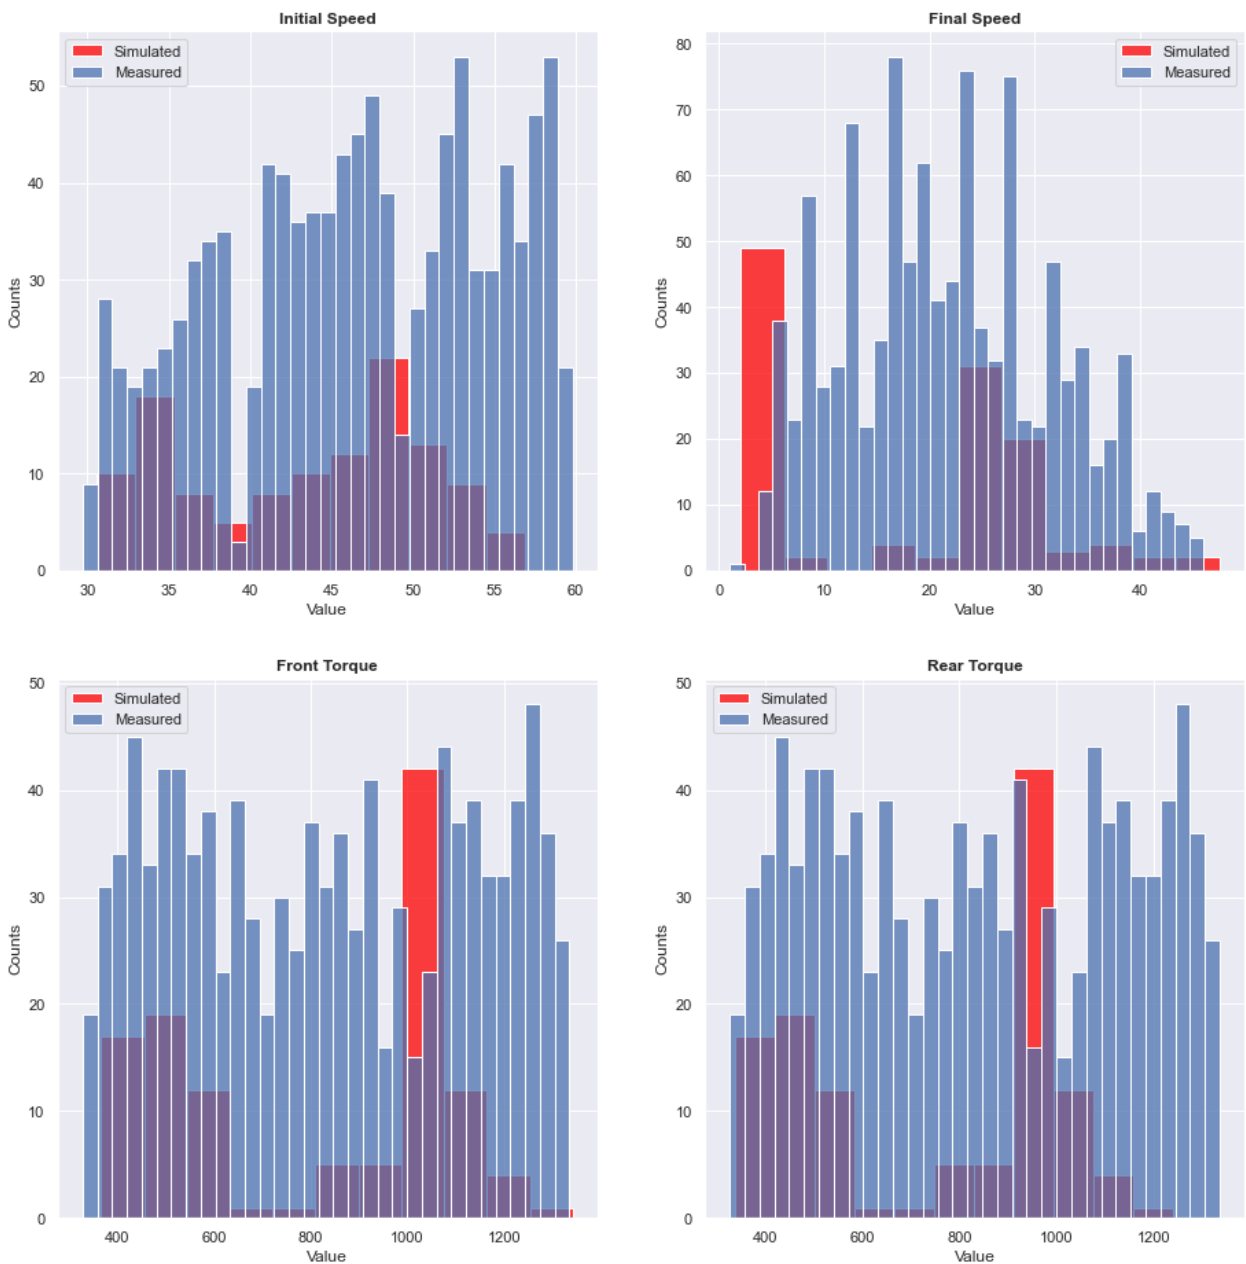 Initial Speed
Simulated
Measured
50
40
30
20
10
0
Counts
30 35 40 45 50 55 60
Value
Final Speed
Simulated
Measured
80
70
60
50
40
30
20
10
0
Counts
0 10 20 30 40
Value
Front Torque
Simulated
Measured
50
40
30
20
10
0
Counts
400 600 800 1000 1200
Value
Rear Torque
Simulated
Measured
50
40
30
20
10
0
Counts
400 600 800 1000 1200
Value